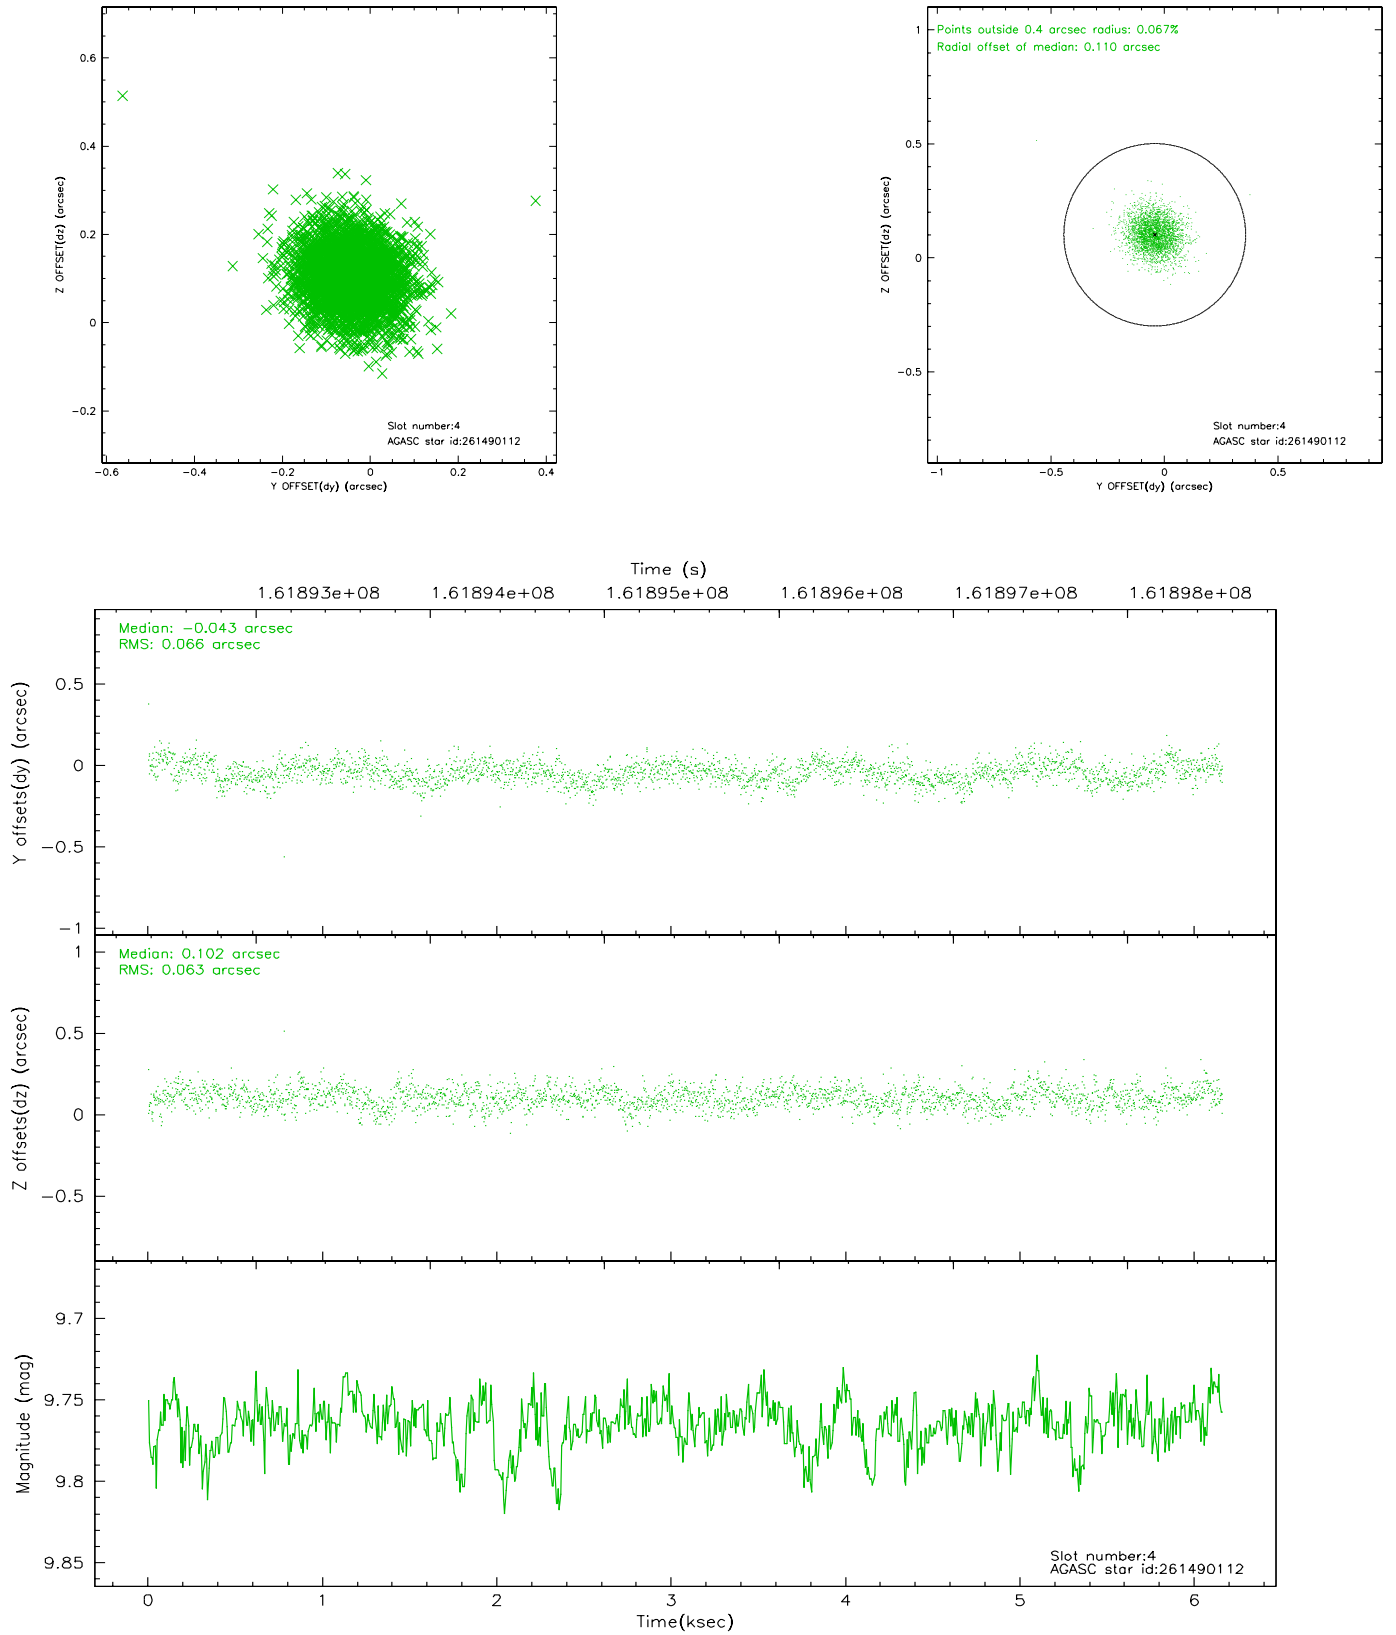 0.6
0.4
0.2
0
−0.2
Z OFFSET(dz) (arcsec)
Slot number:4
AGASC star id:261490112
−0.6 −0.4 −0.2 0 0.2 0.4
Y OFFSET(dy) (arcsec)
Points outside 0.4 arcsec radius: 0.067%
Radial offset of median: 0.110 arcsec
1
0.5
0
−0.5
Z OFFSET(dz) (arcsec)
Slot number:4
AGASC star id:261490112
−1 −0.5 0 0.5
Y OFFSET(dy) (arcsec)
Time (s)
1.61893e+08 1.61894e+08 1.61895e+08 1.61896e+08 1.61897e+08 1.61898e+08
Median: −0.043 arcsec
RMS: 0.066 arcsec
0.5
0
−0.5
−1
Y offsets(dy) (arcsec)
Median: 0.102 arcsec
RMS: 0.063 arcsec
1
0.5
0
−0.5
Z offsets(dz) (arcsec)
9.7
9.75
9.8
9.85
Magnitude (mag)
Slot number:4
AGASC star id:261490112
0 1 2 3 4 5 6
Time(ksec)